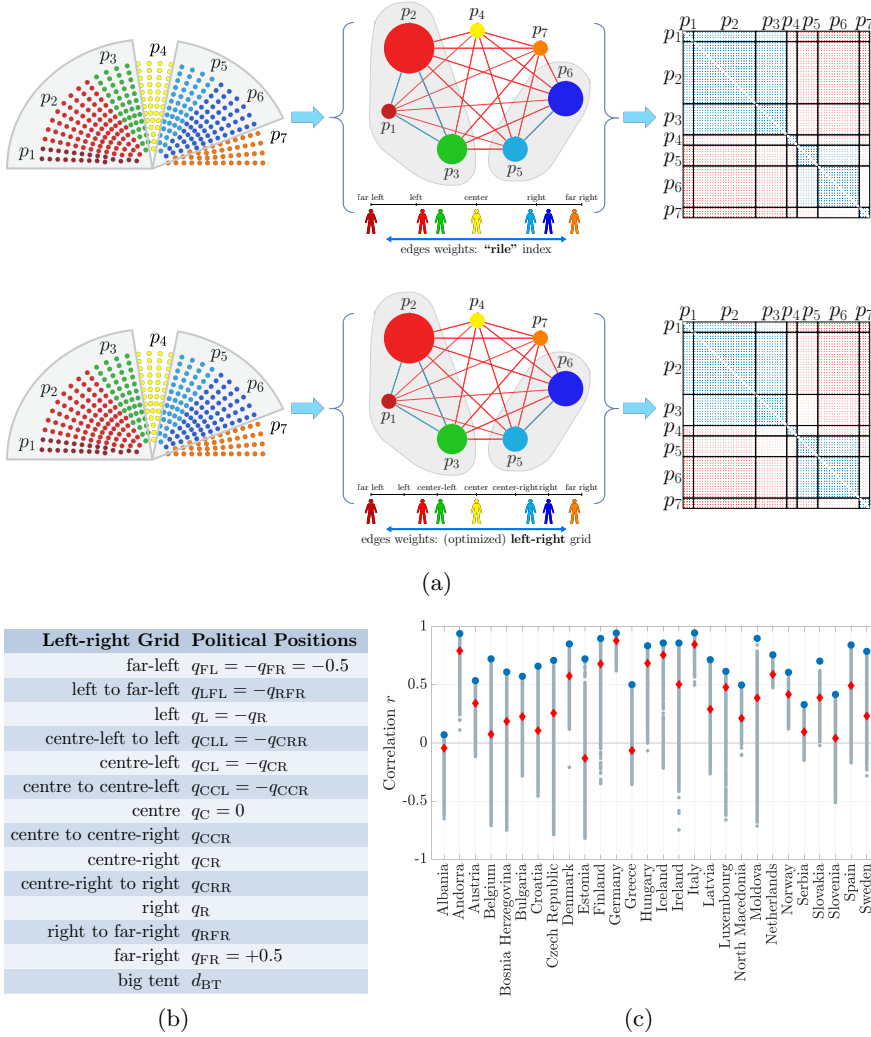 p1
p2
p3
p4
p5
p6
p7
p2
p4
p7
p6
p1
p3
p5
far left left center right far right
edges weights: “rile” index
p1 p2 p3 p4 p5 p6 p7
p1
p2
p3
p4
p5
p6
p7
p1
p2
p3
p4
p5
p6
p7
p2
p4
p7
p6
p1
p3
p5
far left left center-left center center-right right far right
edges weights: (optimized) left-right grid
p1 p2 p3 p4 p5 p6 p7
p1
p2
p3
p4
p5
p6
p7
(a)
Left-right Grid Political Positions
far-left qFL = −qFR = −0.5
left to far-left qLFL = −qRFR
left qL = −qR
centre-left to left qCLL = −qCRR
centre-left qCL = −qCR
centre to centre-left qCCL = −qCCR
centre qC = 0
centre to centre-right qCCR
centre-right qCR
centre-right to right qCRR
right qR
right to far-right qRFR
far-right qFR = +0.5
big tent dBT
(b)
Correlation r
1
0.5
0
-0.5
-1
Albania
Andorra
Austria
Belgium
Bosnia Herzegovina
Bulgaria
Croatia
Czech Republic
Denmark
Estonia
Finland
Germany
Greece
Hungary
Iceland
Ireland
Italy
Latvia
Luxembourg
North Macedonia
Moldova
Netherlands
Norway
Serbia
Slovakia
Slovenia
Spain
Sweden
(c)